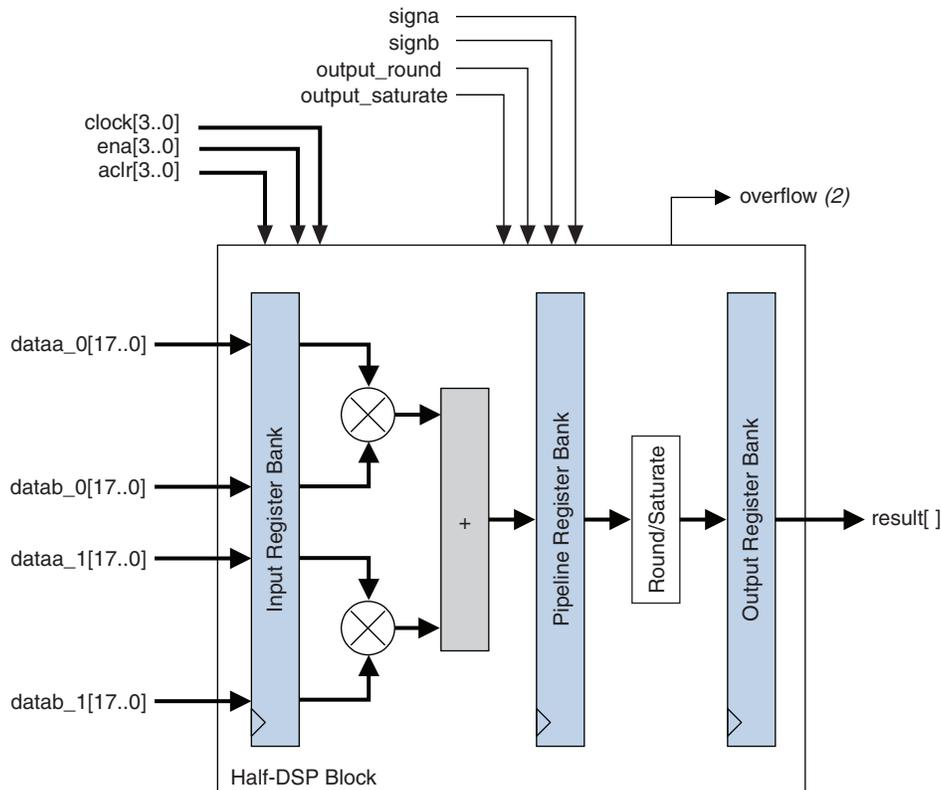 signa
signb
output_round
output_saturate
clock[3..0]
ena[3..0]
aclr[3..0]
overflow (2)
dataa_0[17..0]
datab_0[17..0]
dataa_1[17..0]
datab_1[17..0]
Input Register Bank
+
Pipeline Register Bank
Round/Saturate
Output Register Bank
result[ ]
Half-DSP Block